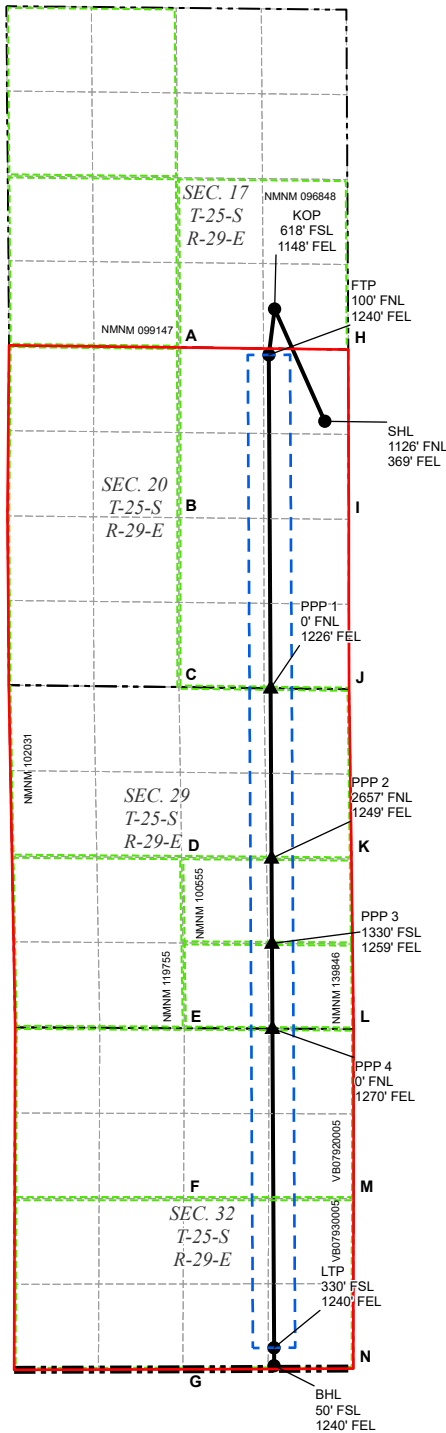 SEC. 17
T-25-S
R-29-E
NMNM 096848
KOP
618' FSL
1148' FEL
FTP
100' FNL
1240' FEL
NMNM 099147
A
H
SHL
1126' FNL
369' FEL
SEC. 20
T-25-S
R-29-E
B
I
PPP 1
0' FNL
1226' FEL
C
J
NMNM 102031
SEC. 29
T-25-S
R-29-E
PPP 2
2657' FNL
1249' FEL
D
K
NMNM 100555
PPP 3
1330' FSL
1259' FEL
NMNM 119755
NMNM 139846
E
L
PPP 4
0' FNL
1270' FEL
VB07920005
F
M
SEC. 32
T-25-S
R-29-E
VB07930005
LTP
330' FSL
1240' FEL
G
N
BHL
50' FSL
1240' FEL